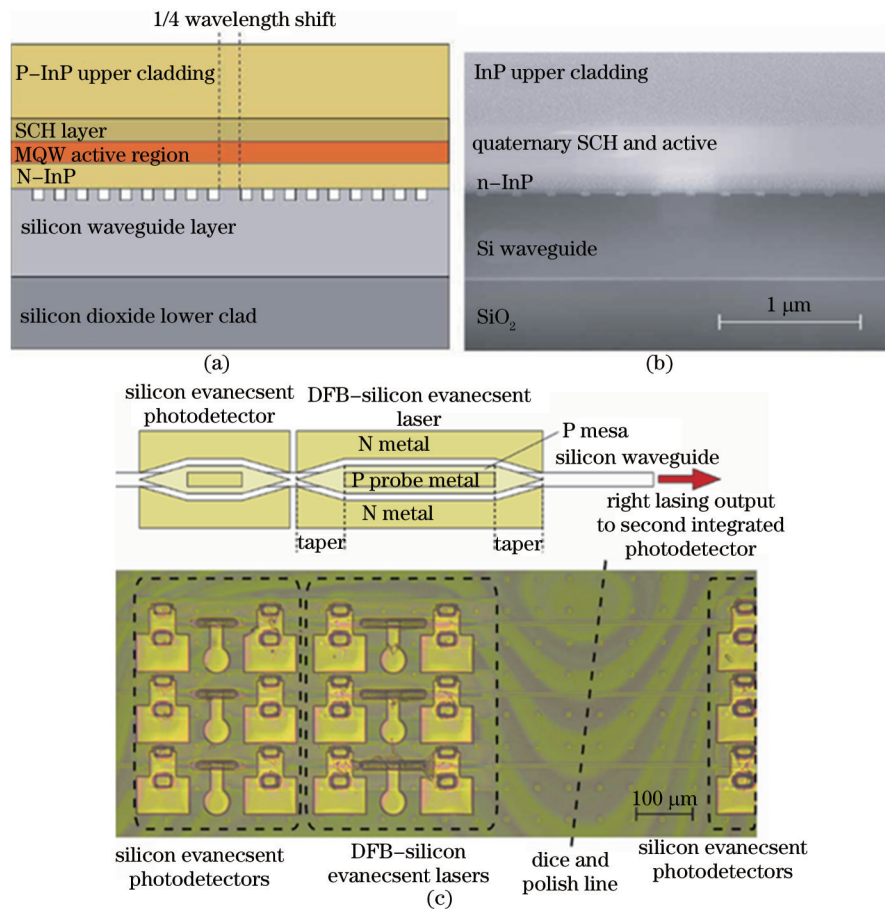 1/4 wavelength shift
P-InP upper cladding
SCH layer
MQW active region
N-InP
silicon waveguide layer
silicon dioxide lower clad
(a)
InP upper cladding
quaternary SCH and active
n-InP
Si waveguide
1 μm
SiO₂
(b)
silicon evanecsent
photodetector
DFB-silicon evanecsent
laser
N metal
P mesa
silicon waveguide
P probe metal
N metal
right lasing output
to second integrated
photodetector
taper
taper
100 μm
silicon evanecsent
photodetectors
DFB-silicon
evanecsent lasers
dice and
polish line
silicon evanecsent
photodetectors
(c)